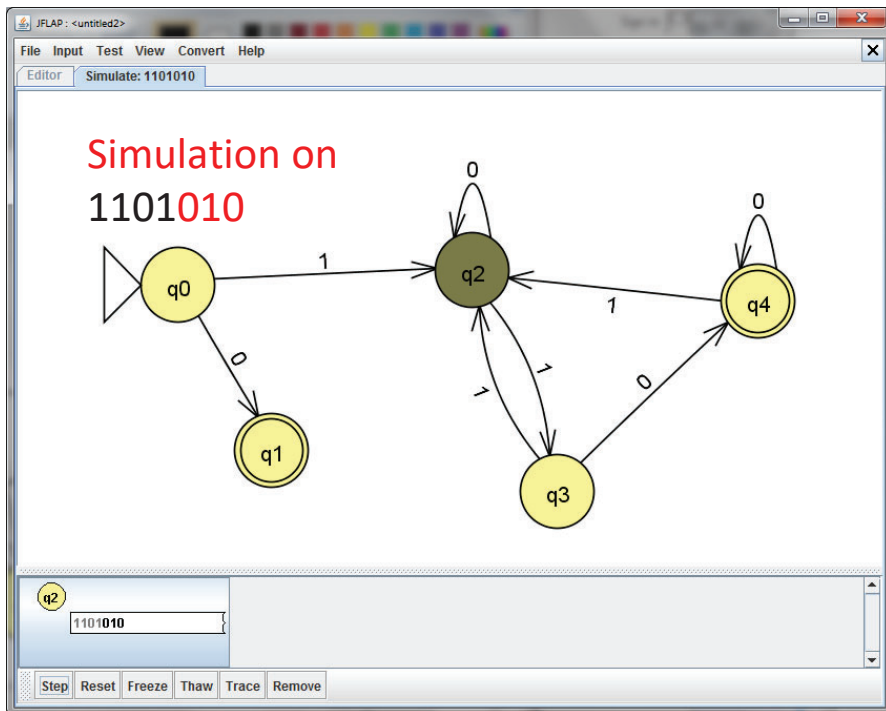 JFLAP : <untitled2>
File Input Test View Convert Help
Editor Simulate: 1101010
Simulation on
1101010
0
0
1
q0
q2
q4
1
0
1
1
0
q1
q3
q2
1101010
Step Reset Freeze Thaw Trace Remove